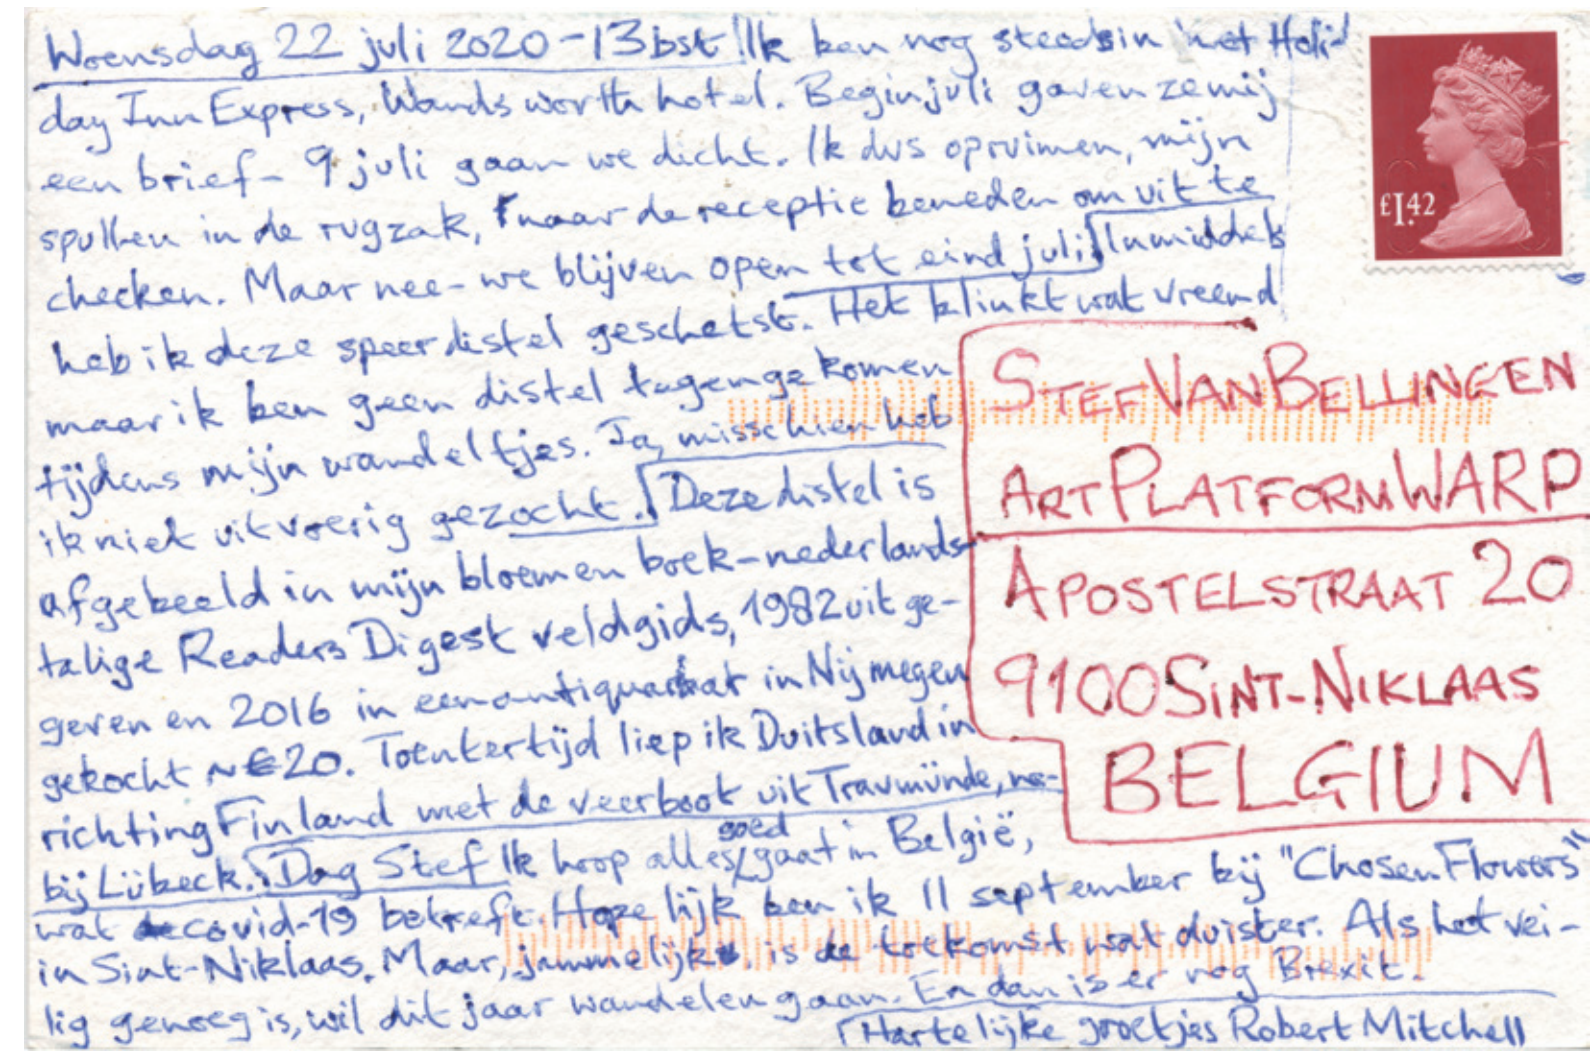 Woensdag 22 juli 2020 - 13 bst Ik ben nog steeds in het Holi-
day Inn Express, Wandsworth hotel. Begin juli gaven ze mij
een brief - 9 juli gaan we dicht. Ik dus opruimen, mijn
spullen in de rugzak, naar de receptie beneden om uit te
checken. Maar nee - we blijven open tot eind juli. Inmiddels
heb ik deze speerdistel geschetst. Het klinkt wat vreemd
maar ik ben geen distel tegengekomen
tijdens mijn wandeltjes. Ja, misschien heb
ik niet uitvoerig gezocht. Deze distel is
afgebeeld in mijn bloemen boek - nederlands-
talige Readers Digest veldgids, 1982 uitge-
geven en 2016 in een antiquariaat in Nijmegen
gekocht ~€20. Toentertijd liep ik Duitsland in
richting Finland met de veerboot uit Travmünde, na-
bij Lübeck. Dag Stef Ik hoop alles goed gaat in België,
wat covid-19 betreft. Hopelijk ben ik 11 september bij "Chosen Flowers"
in Sint-Niklaas. Maar, jammelijk is de toekomst wat duister. Als het vei-
lig genoeg is, wil dit jaar wandelen gaan. En dan is er nog Brexit.
Hartelijke groetjes Robert Mitchell
£1.42
STEF VAN BELLINGEN
ART PLATFORM WARP
APOSTELSTRAAT 20
9100 SINT-NIKLAAS
BELGIUM